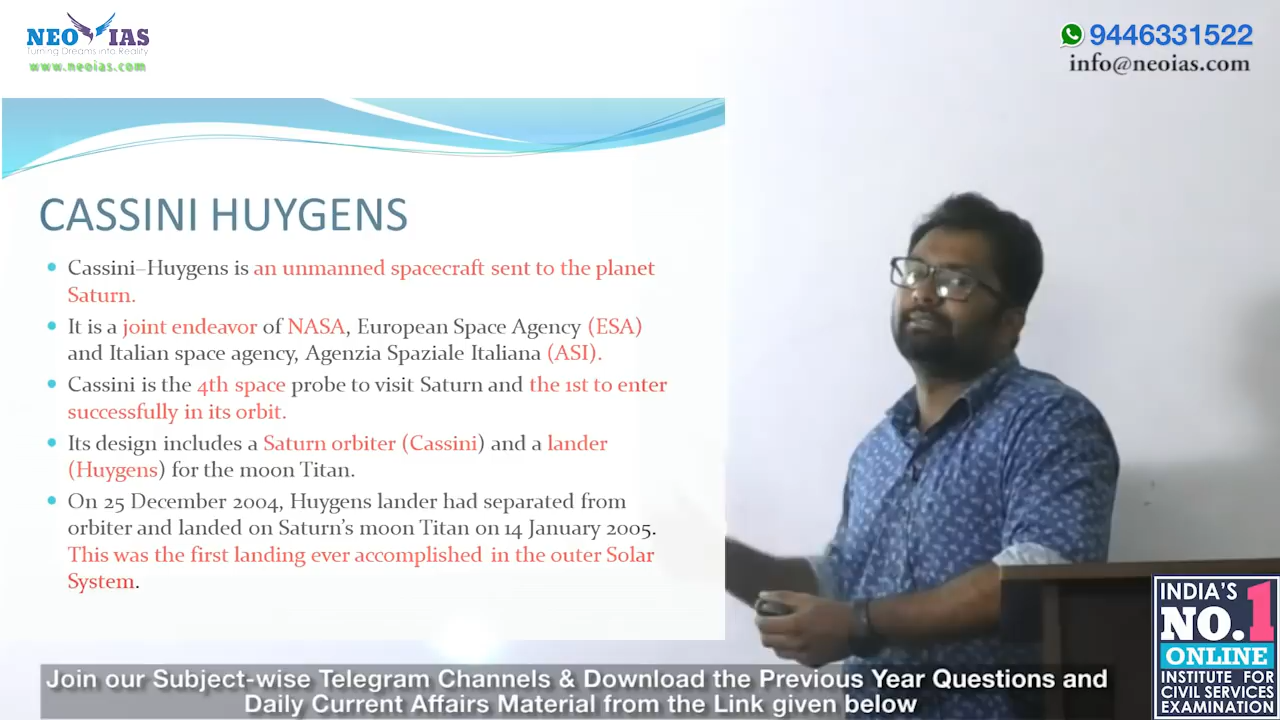 NEO IAS
Turning Dreams into Reality
www.neoias.com
9446331522
info@neoias.com
CASSINI HUYGENS
Cassini–Huygens is an unmanned spacecraft sent to the planet
Saturn.
It is a joint endeavor of NASA, European Space Agency (ESA)
and Italian space agency, Agenzia Spaziale Italiana (ASI).
Cassini is the 4th space probe to visit Saturn and the 1st to enter
successfully in its orbit.
Its design includes a Saturn orbiter (Cassini) and a lander
(Huygens) for the moon Titan.
On 25 December 2004, Huygens lander had separated from
orbiter and landed on Saturn’s moon Titan on 14 January 2005.
This was the first landing ever accomplished in the outer Solar
System.
INDIA'S
NO.1
ONLINE
INSTITUTE FOR
CIVIL SERVICES
EXAMINATION
Join our Subject-wise Telegram Channels & Download the Previous Year Questions and
Daily Current Affairs Material from the Link given below